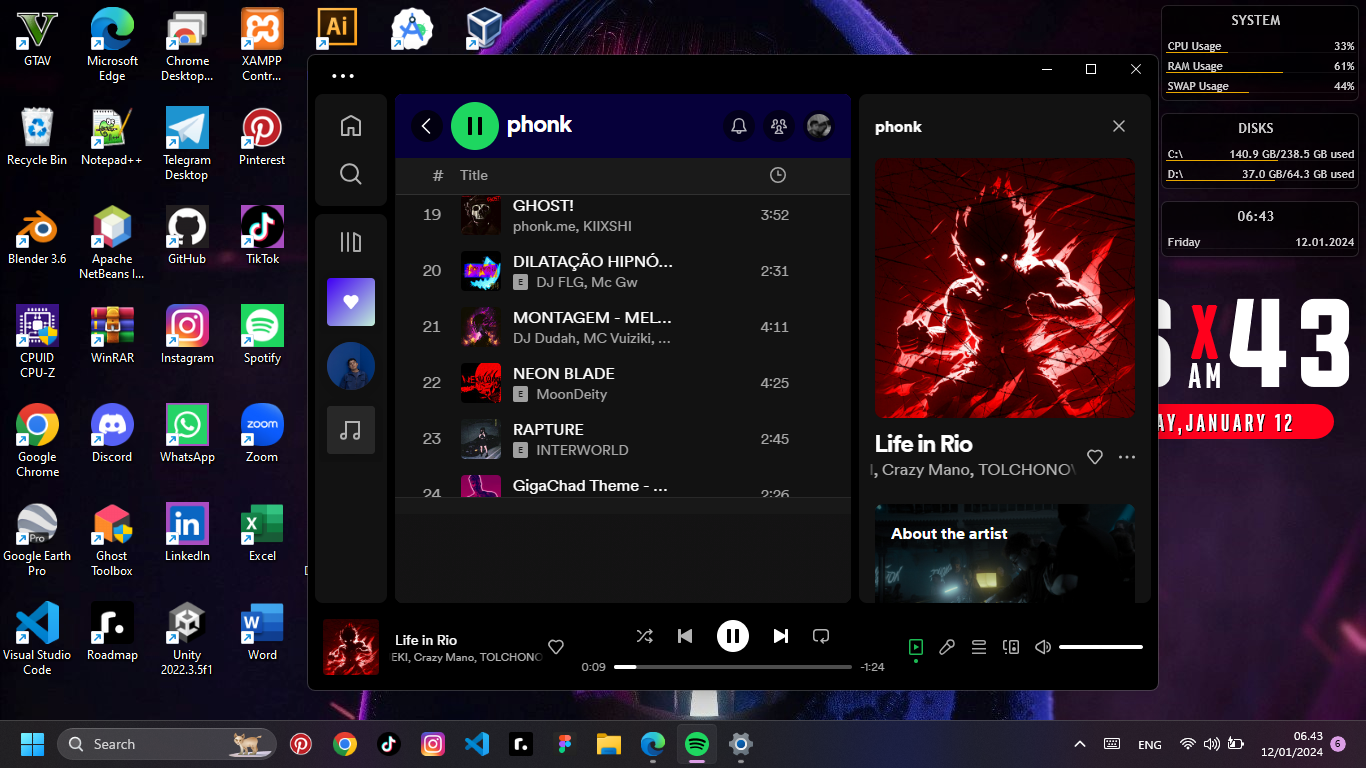 GTAV
Microsoft
Edge
Chrome
Desktop...
XAMPP
Contr...
Ai
Recycle Bin
Notepad++
Telegram
Desktop
Pinterest
Blender 3.6
Apache
NetBeans I...
GitHub
TikTok
CPUID
CPU-Z
WinRAR
Instagram
Spotify
Google
Chrome
Discord
WhatsApp
zoom
Zoom
Pro
Google Earth
Pro
Ghost
Toolbox
in
LinkedIn
X
Excel
Visual Studio
Code
r.
Roadmap
Unity
2022.3.5f1
W
Word
phonk
# Title
19 GHOST! 3:52
phonk.me, KIIXSHI
20 DILATAÇÃO HIPNÓ... 2:31
E DJ FLG, Mc Gw
21 MONTAGEM - MEL... 4:11
DJ Dudah, MC Vuiziki, ...
22 NEON BLADE 4:25
E MoonDeity
23 RAPTURE 2:45
E INTERWORLD
24 GigaChad Theme - ... 2:26
phonk
Life in Rio
I, Crazy Mano, TOLCHONOV
About the artist
Life in Rio
EKI, Crazy Mano, TOLCHONO
0:09 -1:24
SYSTEM
CPU Usage 33%
RAM Usage 61%
SWAP Usage 44%
DISKS
C:\ 140.9 GB/238.5 GB used
D:\ 37.0 GB/64.3 GB used
06:43
Friday 12.01.2024
6 X 43
AM
AY,JANUARY 12
Search
r.
ENG
06.43
12/01/2024
6